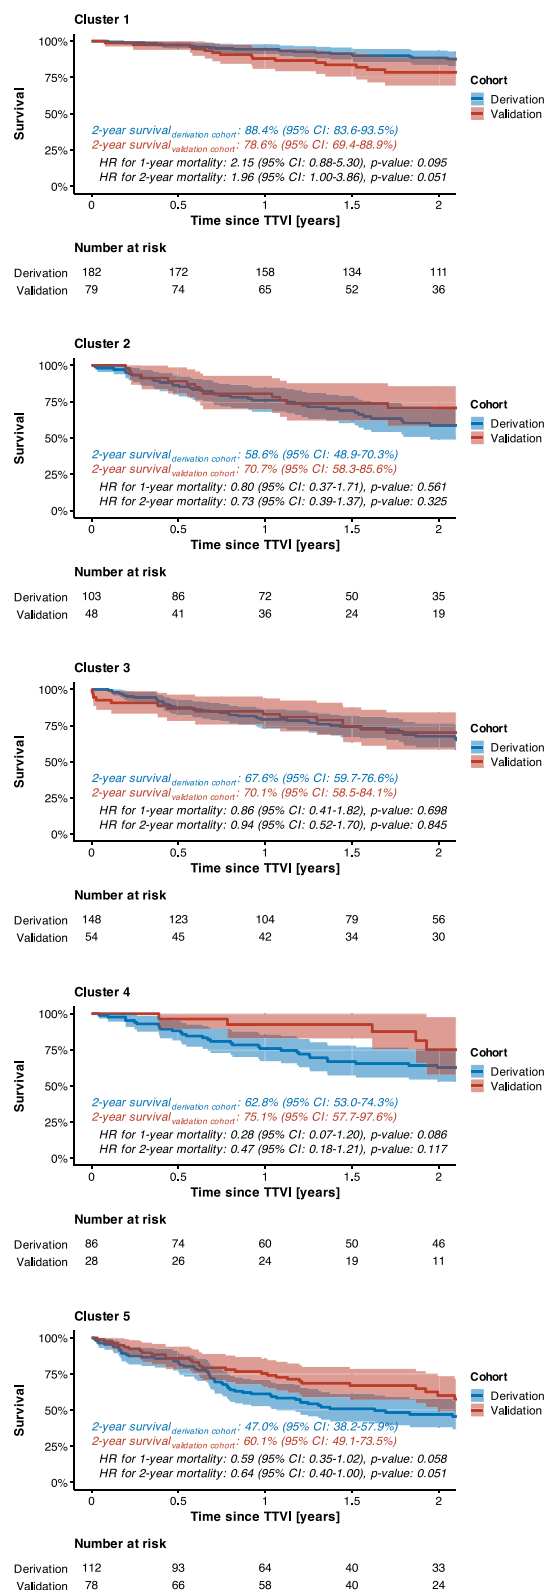 Cluster 1
100%
75%
50%
25%
0%
Survival
2-year survival derivation cohort: 88.4% (95% CI: 83.6-93.5%)
2-year survival validation cohort: 78.6% (95% CI: 69.4-88.9%)
HR for 1-year mortality: 2.15 (95% CI: 0.88-5.30), p-value: 0.095
HR for 2-year mortality: 1.96 (95% CI: 1.00-3.86), p-value: 0.051
Cohort
Derivation
Validation
0 0.5 1 1.5 2
Time since TTVI [years]
Number at risk
Derivation 182 172 158 134 111
Validation 79 74 65 52 36
Cluster 2
100%
75%
50%
25%
0%
Survival
2-year survival derivation cohort: 58.6% (95% CI: 48.9-70.3%)
2-year survival validation cohort: 70.7% (95% CI: 58.3-85.6%)
HR for 1-year mortality: 0.80 (95% CI: 0.37-1.71), p-value: 0.561
HR for 2-year mortality: 0.73 (95% CI: 0.39-1.37), p-value: 0.325
Cohort
Derivation
Validation
0 0.5 1 1.5 2
Time since TTVI [years]
Number at risk
Derivation 103 86 72 50 35
Validation 48 41 36 24 19
Cluster 3
100%
75%
50%
25%
0%
Survival
2-year survival derivation cohort: 67.6% (95% CI: 59.7-76.6%)
2-year survival validation cohort: 70.1% (95% CI: 58.5-84.1%)
HR for 1-year mortality: 0.86 (95% CI: 0.41-1.82), p-value: 0.698
HR for 2-year mortality: 0.94 (95% CI: 0.52-1.70), p-value: 0.845
Cohort
Derivation
Validation
0 0.5 1 1.5 2
Time since TTVI [years]
Number at risk
Derivation 148 123 104 79 56
Validation 54 45 42 34 30
Cluster 4
100%
75%
50%
25%
0%
Survival
2-year survival derivation cohort: 62.8% (95% CI: 53.0-74.3%)
2-year survival validation cohort: 75.1% (95% CI: 57.7-97.6%)
HR for 1-year mortality: 0.28 (95% CI: 0.07-1.20), p-value: 0.086
HR for 2-year mortality: 0.47 (95% CI: 0.18-1.21), p-value: 0.117
Cohort
Derivation
Validation
0 0.5 1 1.5 2
Time since TTVI [years]
Number at risk
Derivation 86 74 60 50 46
Validation 28 26 24 19 11
Cluster 5
100%
75%
50%
25%
0%
Survival
2-year survival derivation cohort: 47.0% (95% CI: 38.2-57.9%)
2-year survival validation cohort: 60.1% (95% CI: 49.1-73.5%)
HR for 1-year mortality: 0.59 (95% CI: 0.35-1.02), p-value: 0.058
HR for 2-year mortality: 0.64 (95% CI: 0.40-1.00), p-value: 0.051
Cohort
Derivation
Validation
0 0.5 1 1.5 2
Time since TTVI [years]
Number at risk
Derivation 112 93 64 40 33
Validation 78 66 58 40 24